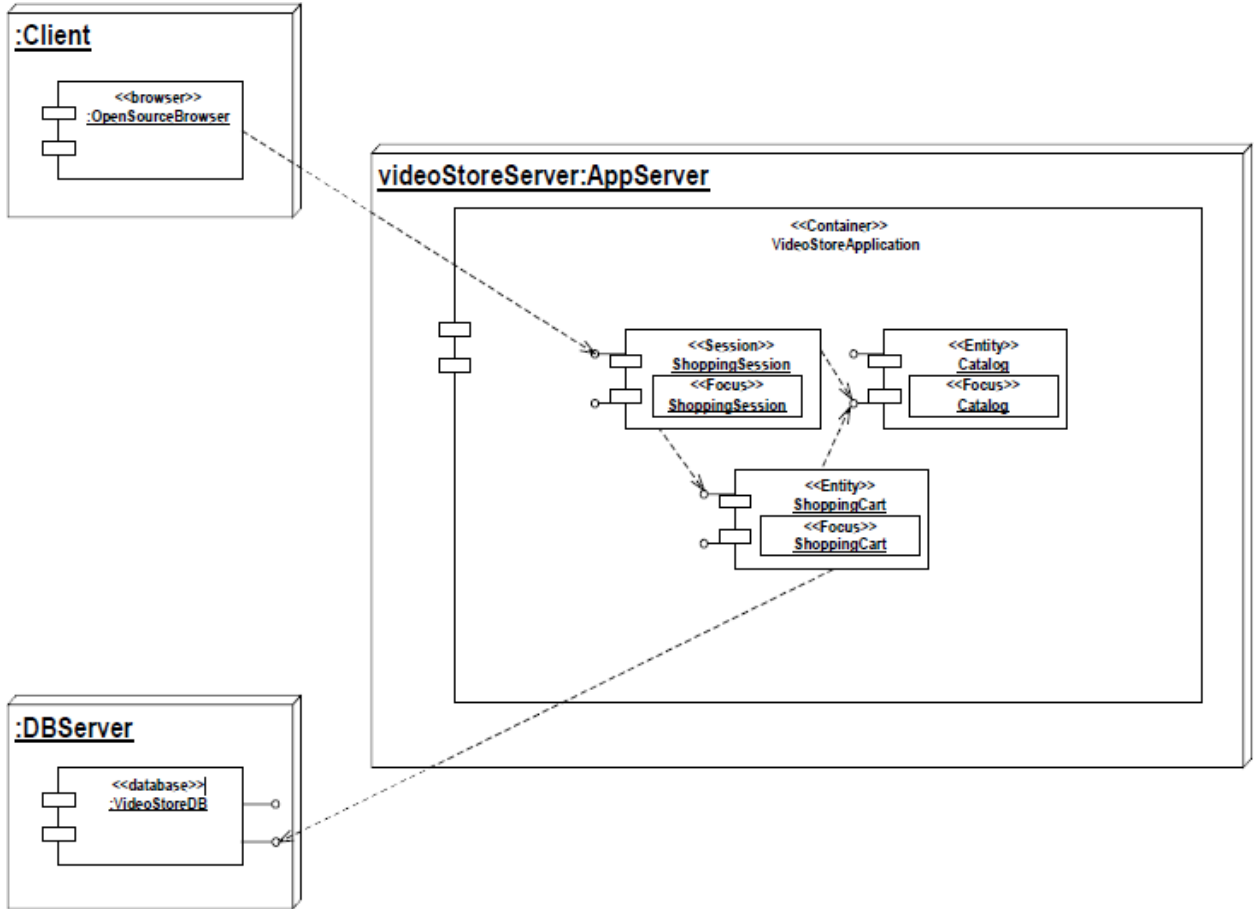 :Client
<<browser>>
:OpenSourceBrowser
videoStoreServer:AppServer
<<Container>>
VideoStoreApplication
<<Session>>
ShoppingSession
<<Focus>>
ShoppingSession
<<Entity>>
Catalog
<<Focus>>
Catalog
<<Entity>>
ShoppingCart
<<Focus>>
ShoppingCart
:DBServer
<<database>>
:VideoStoreDB